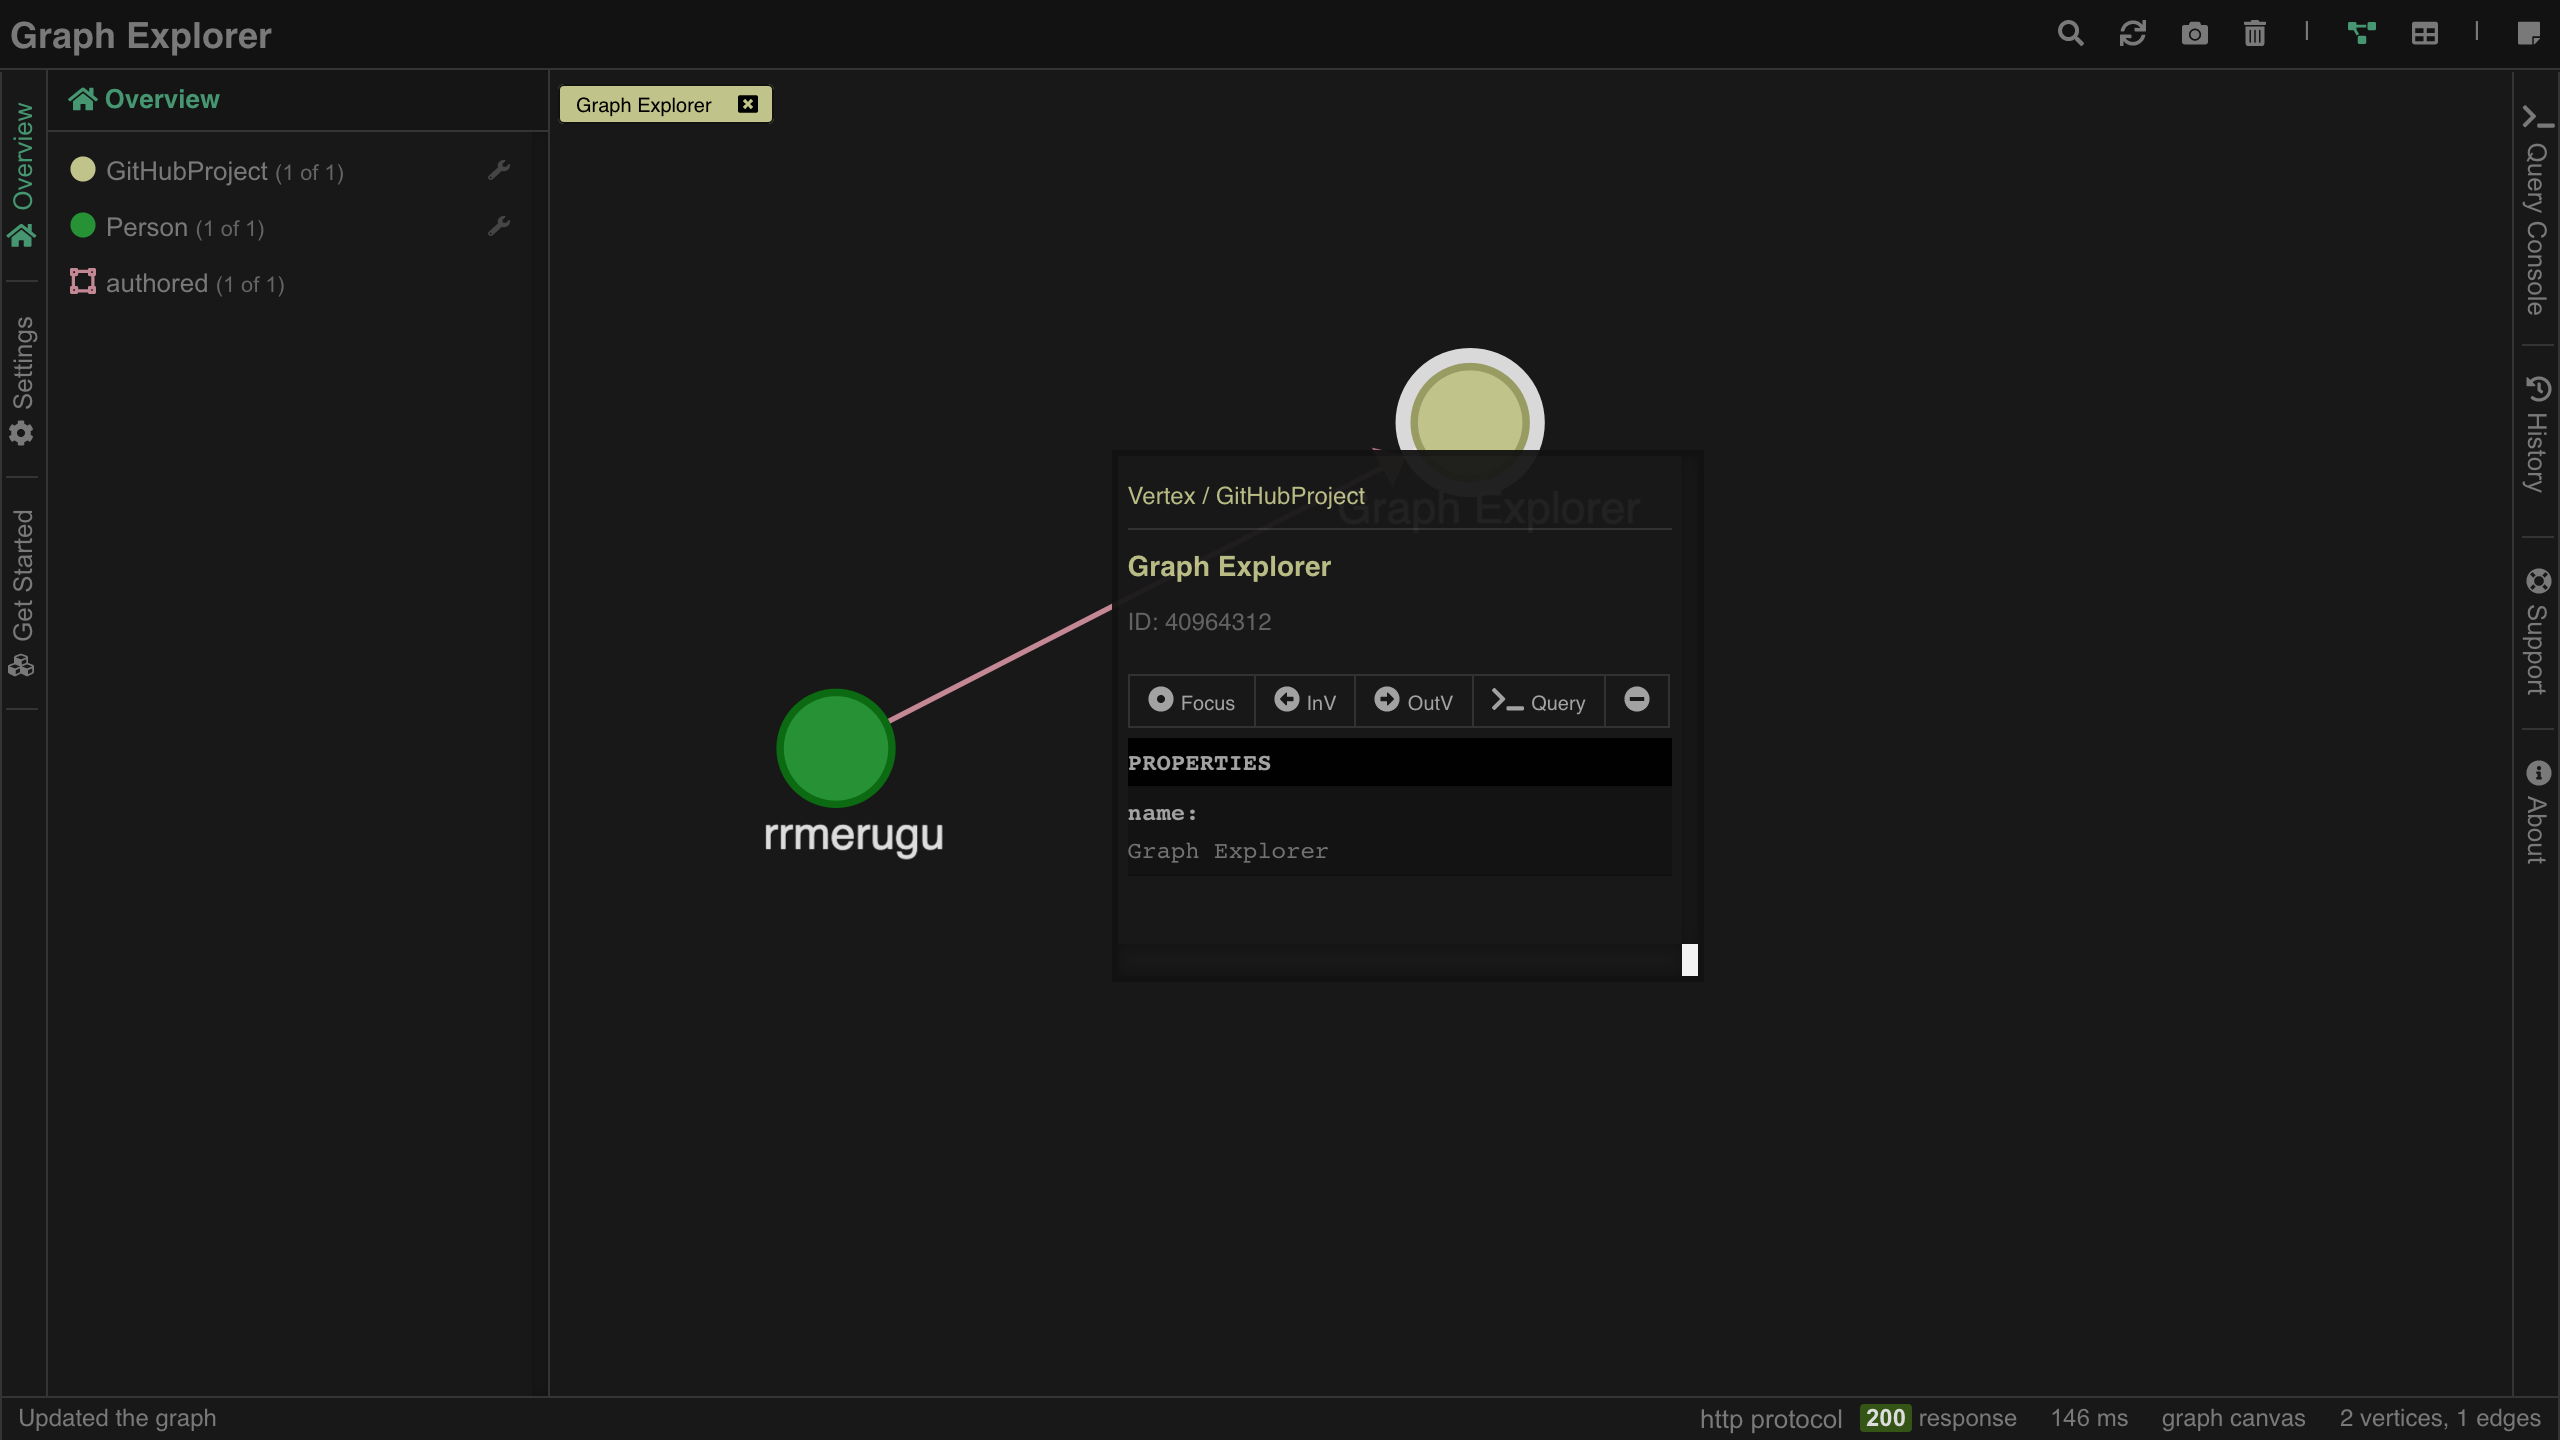 Graph Explorer
Overview
Settings
Get Started
Overview
GitHubProject (1 of 1)
Person (1 of 1)
authored (1 of 1)
Graph Explorer
Graph Explorer
rrmerugu
Vertex / GitHubProject
Graph Explorer
ID: 40964312
Focus InV OutV Query
PROPERTIES
name:
Graph Explorer
Query Console
History
Support
About
Updated the graph
http protocol 200 response 146 ms graph canvas 2 vertices, 1 edges